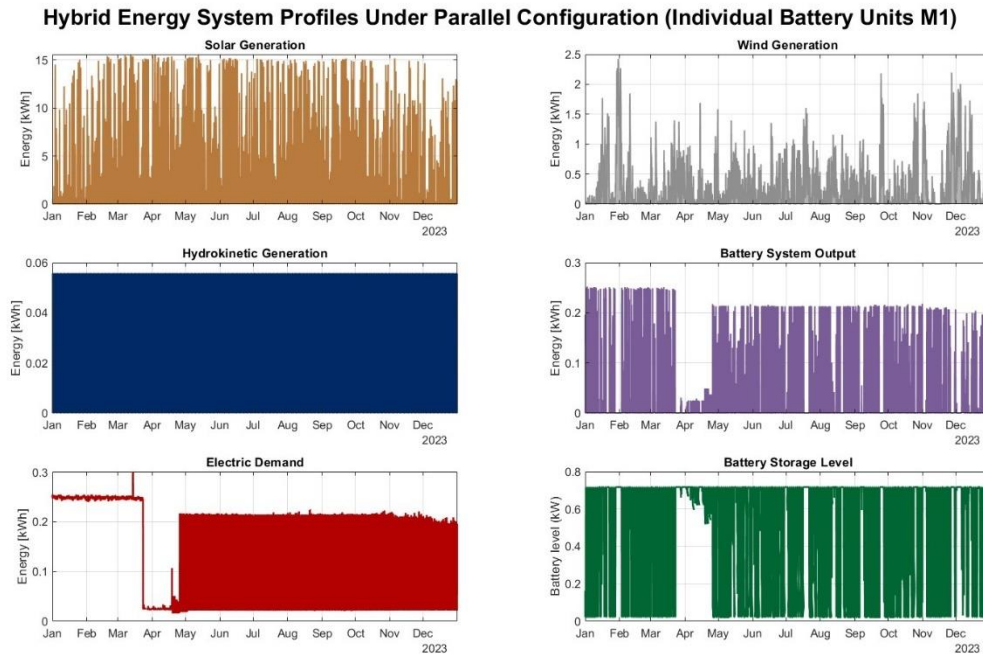 Hybrid Energy System Profiles Under Parallel Configuration (Individual Battery Units M1)
Solar Generation
Energy [kWh]
15
10
5
0
Jan Feb Mar Apr May Jun Jul Aug Sep Oct Nov Dec
2023
Wind Generation
Energy [kWh]
2.5
2
1.5
1
0.5
0
Jan Feb Mar Apr May Jun Jul Aug Sep Oct Nov Dec
2023
Hydrokinetic Generation
Energy [kWh]
0.06
0.04
0.02
0
Jan Feb Mar Apr May Jun Jul Aug Sep Oct Nov Dec
2023
Battery System Output
Energy [kWh]
0.3
0.2
0.1
0
Jan Feb Mar Apr May Jun Jul Aug Sep Oct Nov Dec
2023
Electric Demand
Energy [kWh]
0.3
0.2
0.1
0
Jan Feb Mar Apr May Jun Jul Aug Sep Oct Nov Dec
2023
Battery Storage Level
Battery level (kW)
0.8
0.6
0.4
0.2
0
Jan Feb Mar Apr May Jun Jul Aug Sep Oct Nov Dec
2023